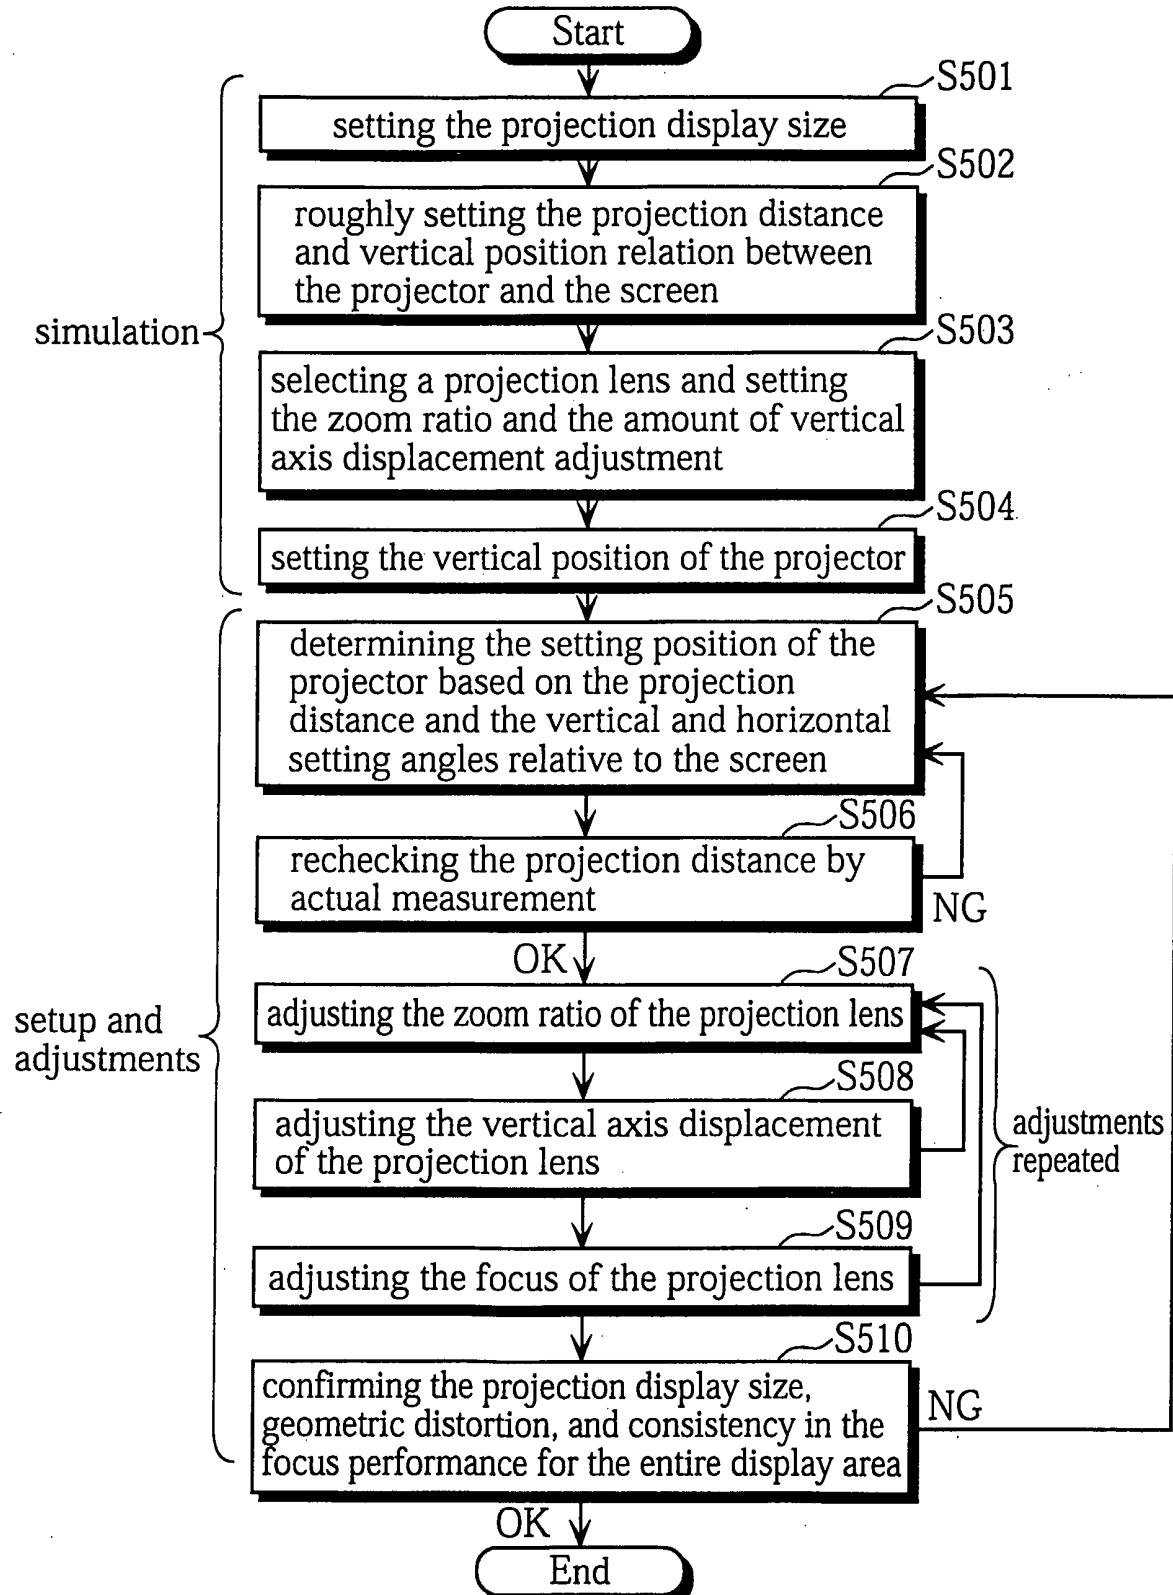 Start
S501
setting the projection display size
S502
roughly setting the projection distance
and vertical position relation between
the projector and the screen
simulation
S503
selecting a projection lens and setting
the zoom ratio and the amount of vertical
axis displacement adjustment
S504
setting the vertical position of the projector
S505
determining the setting position of the
projector based on the projection
distance and the vertical and horizontal
setting angles relative to the screen
S506
rechecking the projection distance by
actual measurement
NG
OK
S507
adjusting the zoom ratio of the projection lens
setup and
adjustments
S508
adjusting the vertical axis displacement
of the projection lens
adjustments
repeated
S509
adjusting the focus of the projection lens
S510
confirming the projection display size,
geometric distortion, and consistency in the
focus performance for the entire display area
NG
OK
End